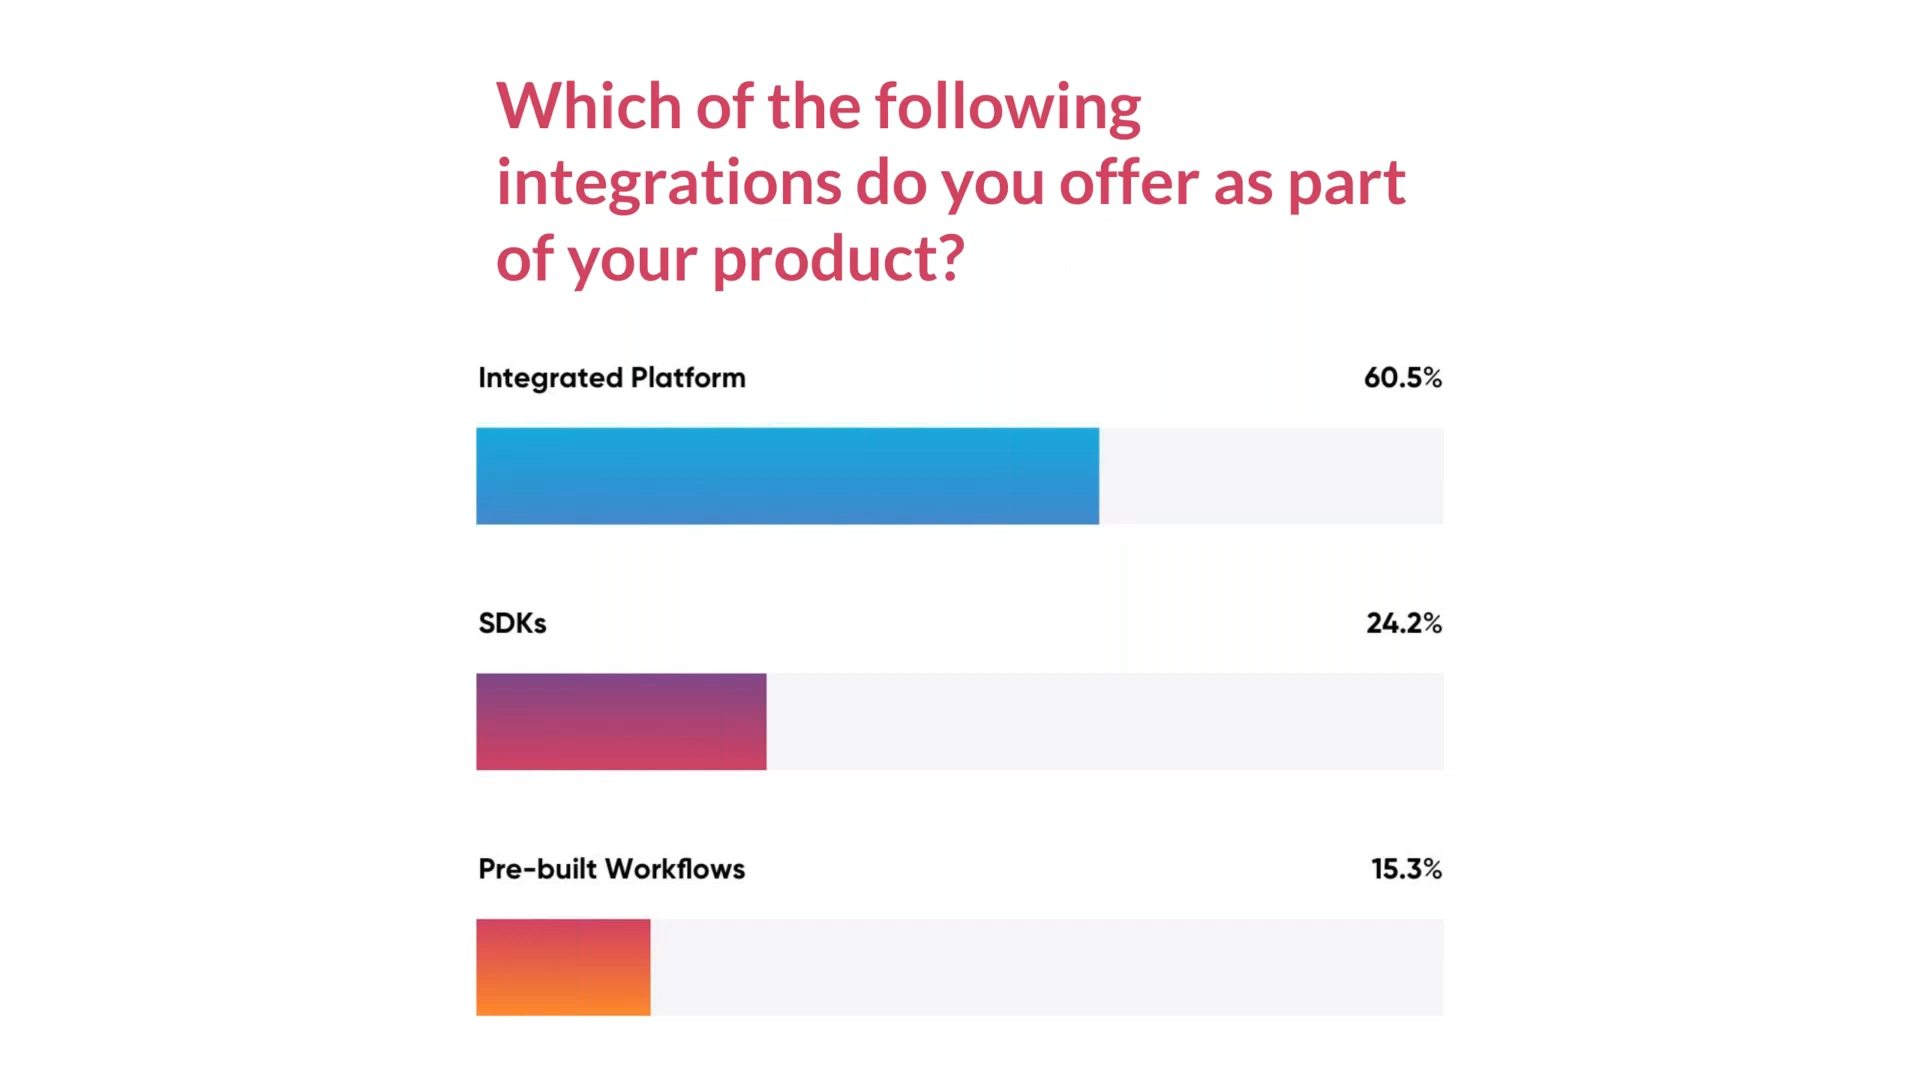 Which of the following
integrations do you offer as part
of your product?
Integrated Platform 60.5%
SDKs 24.2%
Pre-built Workflows 15.3%